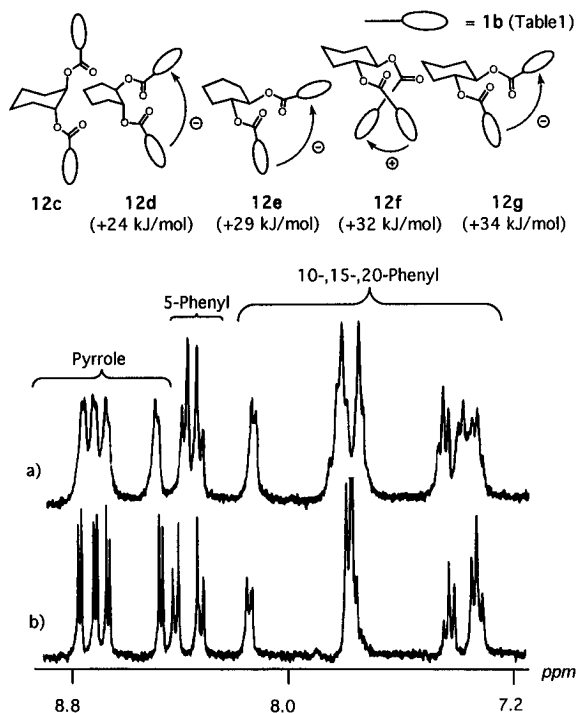 = 1b (Table1)
O O O O O O O O O O
O O O O O O O O O O
⊖ ⊖ ⊕ ⊖
12c 12d 12e 12f 12g
(+24 kJ/mol) (+29 kJ/mol) (+32 kJ/mol) (+34 kJ/mol)
10-,15-,20-Phenyl
5-Phenyl
Pyrrole
a)
b)
ppm
8.8 8.0 7.2